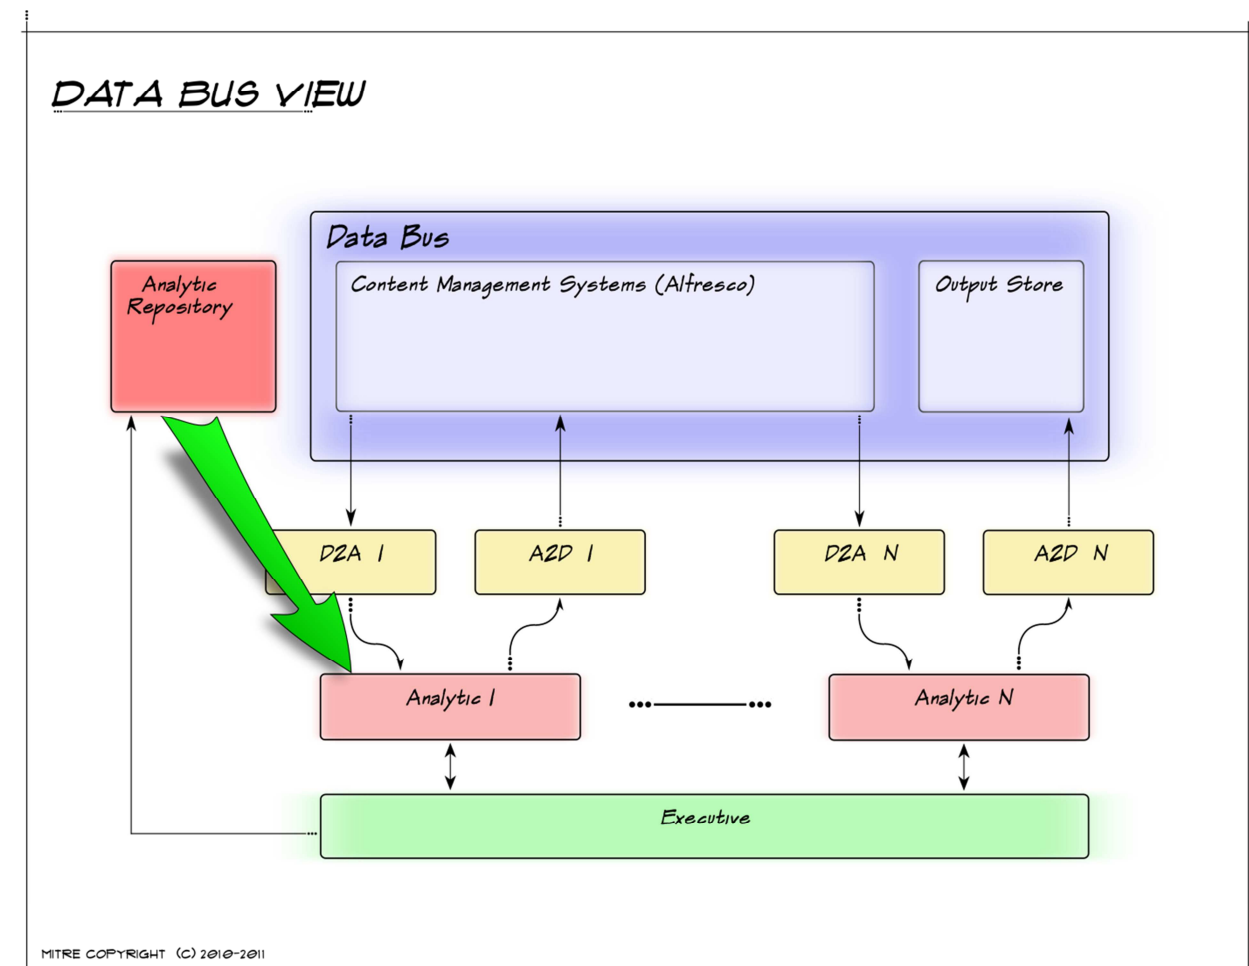 DATA BUS VIEW
Data Bus
Analytic
Repository
Content Management Systems (Alfresco)
Output Store
D2A 1
A2D 1
D2A N
A2D N
Analytic 1
Analytic N
Executive
MITRE COPYRIGHT (C) 2010-2011